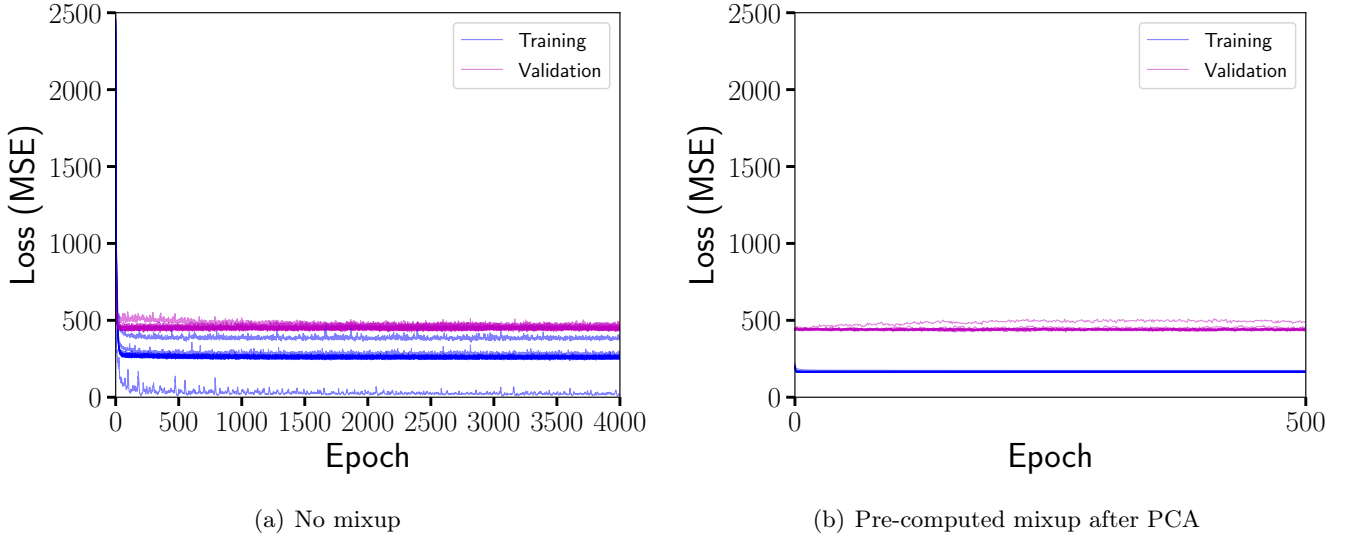 2500
2000
1500
1000
500
0
Loss (MSE)
0 500 1000 1500 2000 2500 3000 3500 4000
Epoch
Training
Validation
(a) No mixup
2500
2000
1500
1000
500
0
Loss (MSE)
0 500
Epoch
Training
Validation
(b) Pre-computed mixup after PCA